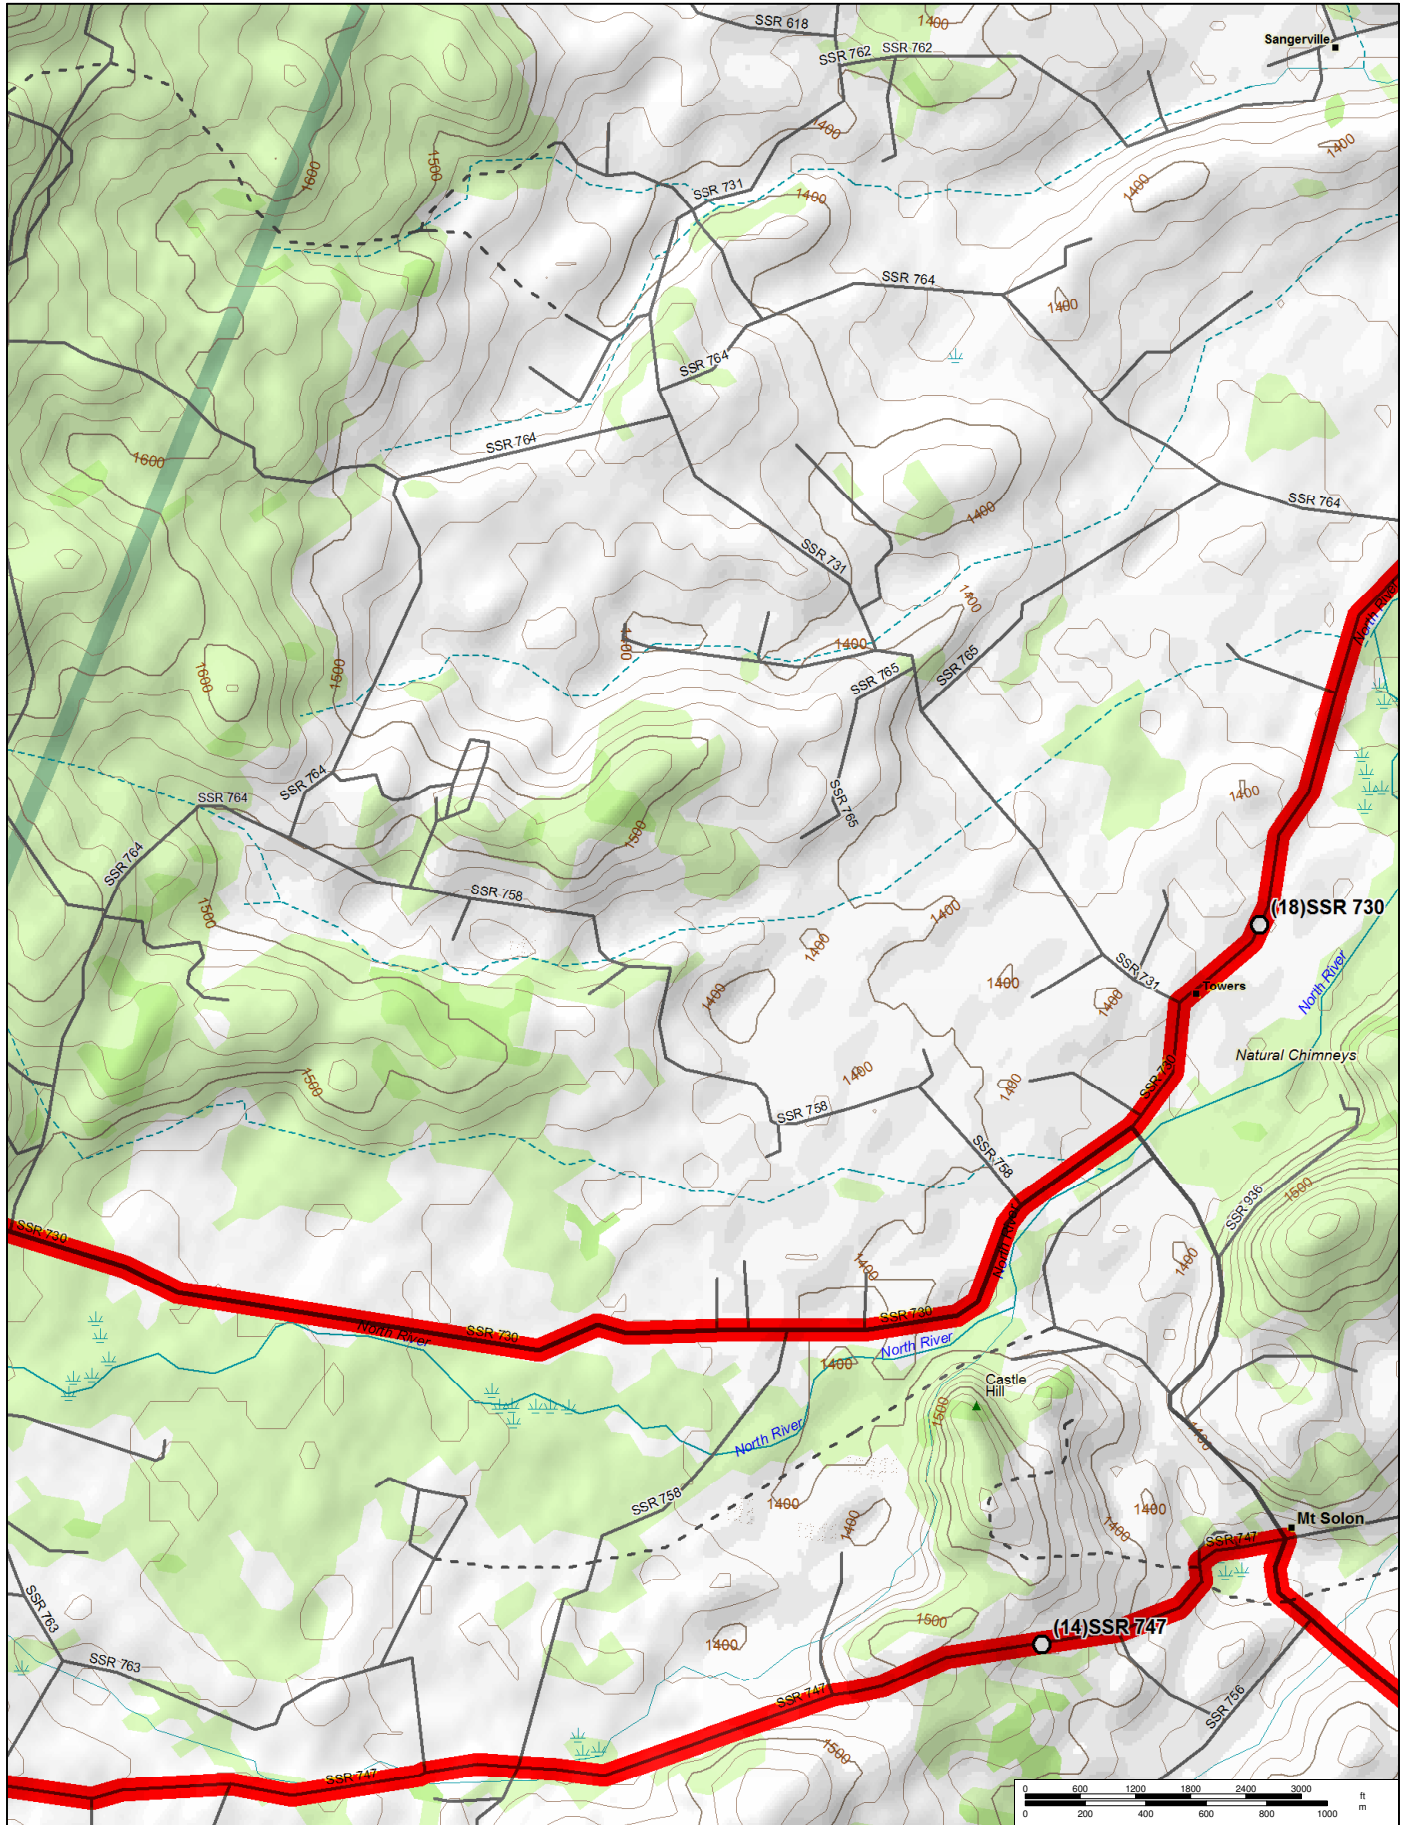 1400
SSR 618
Sangerville
SSR 762
SSR 762
1400
1400
1500
1600
1400
SSR 731
1400
SSR 764
1400
SSR 764
SSR 764
1600
1400
SSR 764
SSR 731
1400
North River
1400
1400
SSR 765
SSR 765
1600
1500
SSR 764
SSR 764
1400
SSR 765
1500
SSR 764
SSR 758
1500
1400
(18)SSR 730
1400
SSR 731
1400
Towers
1400
1400
North River
Natural Chimneys
1500
1400
1400
SSR 730
SSR 758
SSR 758
1500
SSR 936
SSR 730
North River
1400
1400
SSR 730
North River
SSR 730
North River
1400
Castle
Hill
1500
North River
1400
SSR 758
1400
1400
1400
1400
Mt Solon
SSR 747
SSR 763
1500
(14)SSR 747
1400
SSR 763
SSR 747
SSR 756
1500
SSR 747
0 600 1200 1800 2400 3000 ft
0 200 400 600 800 1000 m